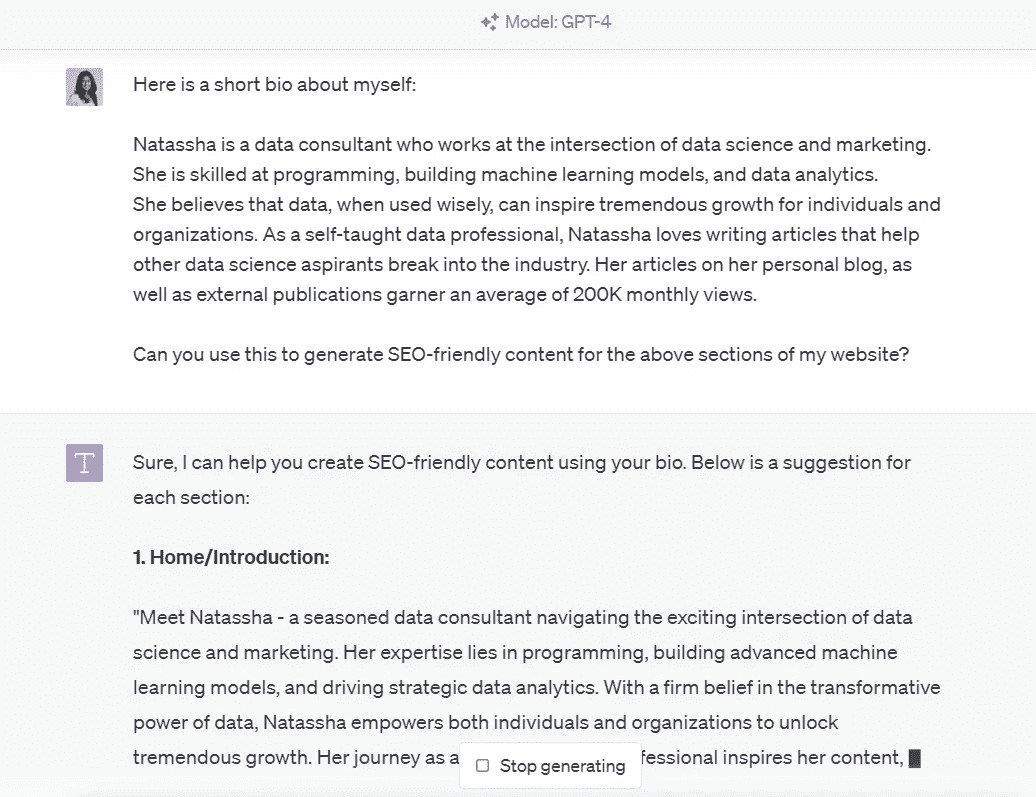 Model: GPT-4
Here is a short bio about myself:
Natassha is a data consultant who works at the intersection of data science and marketing.
She is skilled at programming, building machine learning models, and data analytics.
She believes that data, when used wisely, can inspire tremendous growth for individuals and
organizations. As a self-taught data professional, Natassha loves writing articles that help
other data science aspirants break into the industry. Her articles on her personal blog, as
well as external publications garner an average of 200K monthly views.
Can you use this to generate SEO-friendly content for the above sections of my website?
T
Sure, I can help you create SEO-friendly content using your bio. Below is a suggestion for
each section:
1. Home/Introduction:
"Meet Natassha - a seasoned data consultant navigating the exciting intersection of data
science and marketing. Her expertise lies in programming, building advanced machine
learning models, and driving strategic data analytics. With a firm belief in the transformative
power of data, Natassha empowers both individuals and organizations to unlock
tremendous growth. Her journey as a fessional inspires her content,
Stop generating